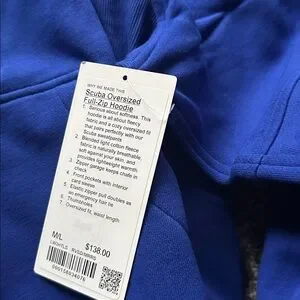 WHY WE MADE THIS
Scuba Oversized
Full-Zip Hoodie
1. Serious about softness. This
hoodie is all about fleecy
fabric and a cozy oversized fit
that pairs perfectly with our
Scuba sweatpants
2. Blended light cotton fleece
fabric is naturally breathable,
soft against your skin, and
provides lightweight warmth
3. Zipper garage keeps chafe in
check
4. Front pockets with interior
card sleeve
5. Elastic zipper pull doubles as
an emergency hair tie
6. Thumbholes
7. Oversized fit, waist length
M/L
$138.00